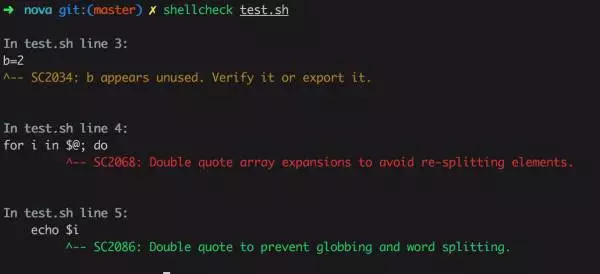 ➜ nova git:(master) ✗ shellcheck test.sh
In test.sh line 3:
b=2
^-- SC2034: b appears unused. Verify it or export it.
In test.sh line 4:
for i in $@; do
^-- SC2068: Double quote array expansions to avoid re-splitting elements.
In test.sh line 5:
echo $i
^-- SC2086: Double quote to prevent globbing and word splitting.